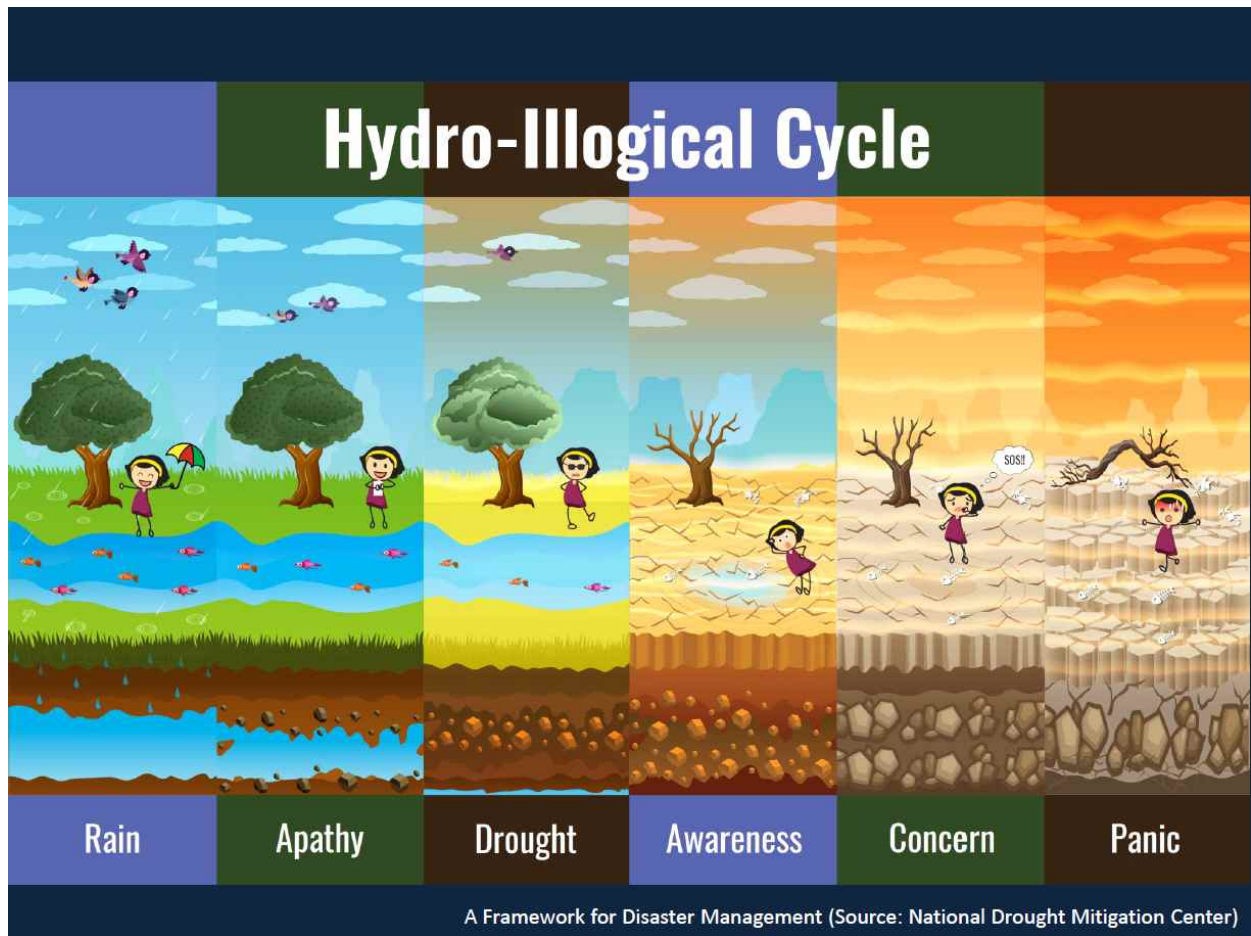 Hydro-Illogical Cycle
SOS!!
Rain
Apathy
Drought
Awareness
Concern
Panic
A Framework for Disaster Management (Source: National Drought Mitigation Center)